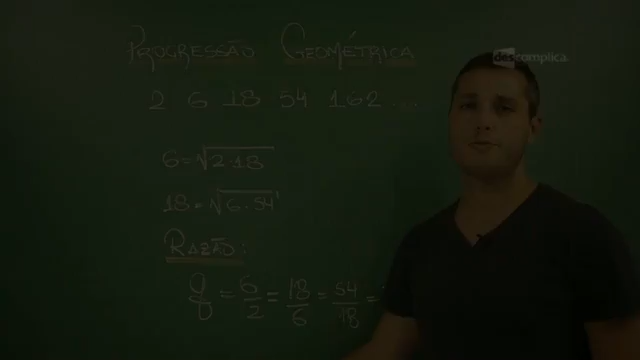 PROGRESSÃO GEOMÉTRICA
descomplica.
2 6 18 54 162 ...
6 = √2·18
18 = √6·54
RAZÃO:
= 6/2 = 18/6 = 54/18 =